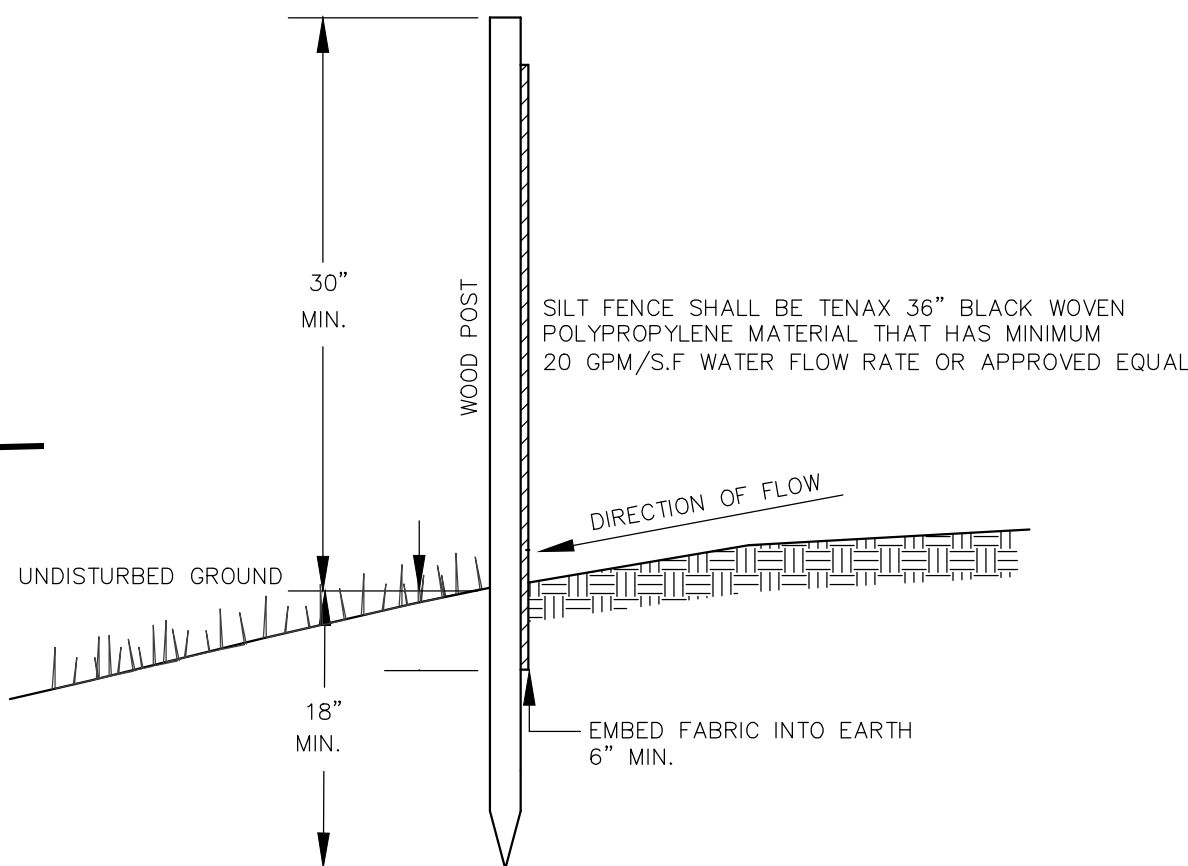 30” MIN.
WOOD POST
SILT FENCE SHALL BE TENAX 36” BLACK WOVEN
POLYPROPYLENE MATERIAL THAT HAS MINIMUM
20 GPM/S.F WATER FLOW RATE OR APPROVED EQUAL
DIRECTION OF FLOW
UNDISTURBED GROUND
18”
MIN.
EMBED FABRIC INTO EARTH
6” MIN.